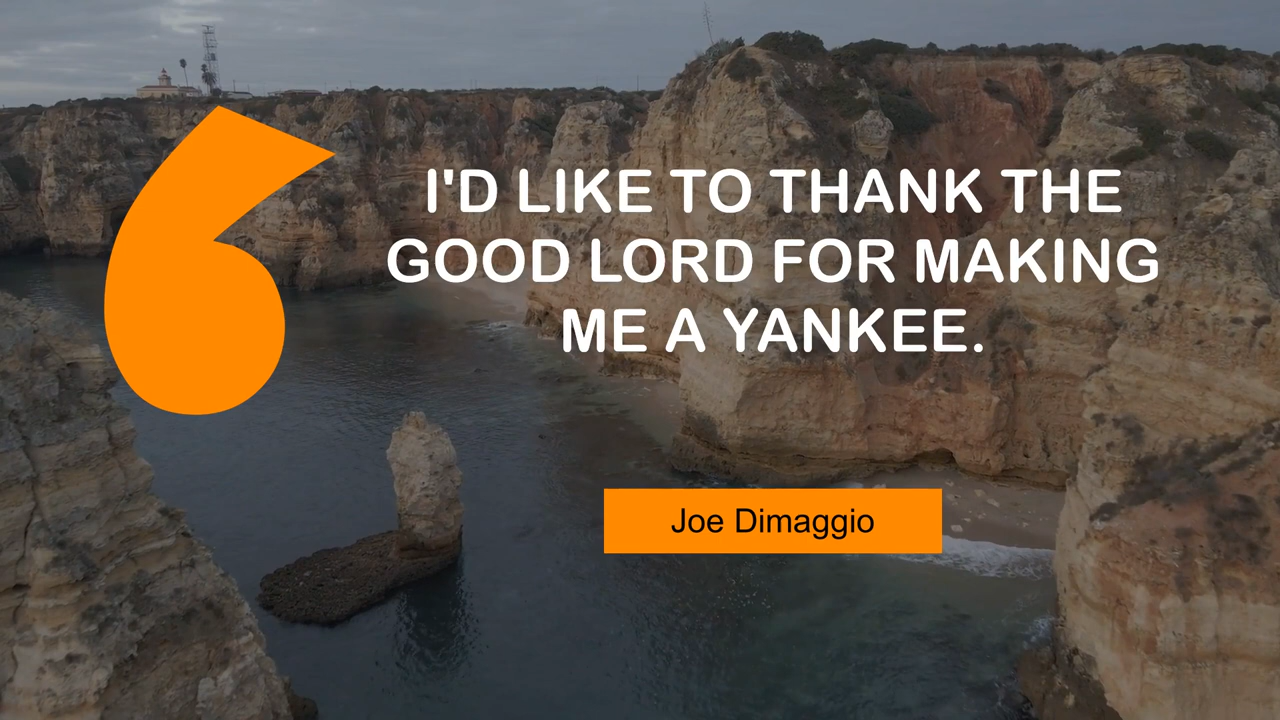 I'D LIKE TO THANK THE
GOOD LORD FOR MAKING
ME A YANKEE.
Joe Dimaggio